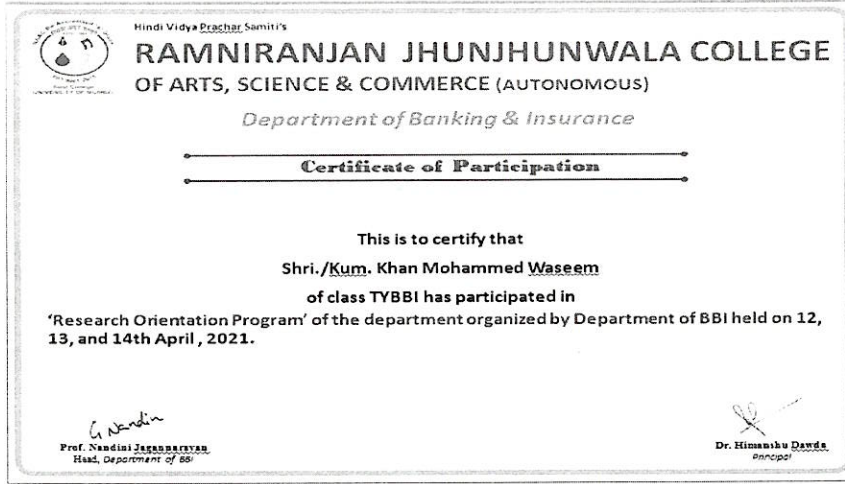 Hindi Vidya Prachar Samiti's
RAMNIRANJAN JHUNJHUNWALA COLLEGE
OF ARTS, SCIENCE & COMMERCE (AUTONOMOUS)
Department of Banking & Insurance
Certificate of Participation
This is to certify that
Shri./Kum. Khan Mohammed Waseem
of class TYBBI has participated in
‘Research Orientation Program’ of the department organized by Department of BBI held on 12,
13, and 14th April , 2021.
G Nandin
Prof. Nandini Jagannarayan
Head, Department of BBI
Dr. Himanshu Dawda
Principal